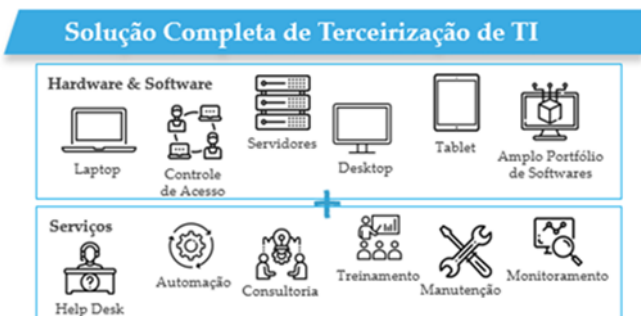 Solução Completa de Terceirização de TI
Hardware & Software
Laptop
Controle
de Acesso
Servidores
Desktop
Tablet
Amplo Portfólio
de Softwares
+
Serviços
Help Desk
Automação
Consultoria
Treinamento
Manutenção
Monitoramento